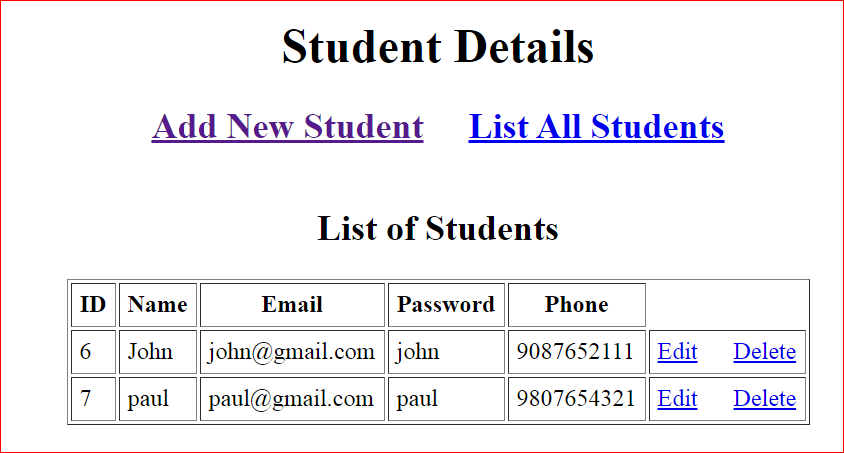 Student Details
Add New Student List All Students
List of Students
ID Name Email Password Phone
6 John john@gmail.com john 9087652111 Edit Delete
7 paul paul@gmail.com paul 9807654321 Edit Delete